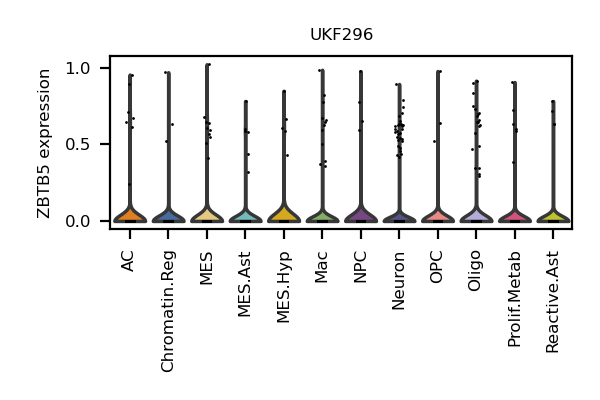 UKF296
ZBTB5 expression
1.0
0.5
0.0
AC
Chromatin.Reg
MES
MES.Ast
MES.Hyp
Mac
NPC
Neuron
OPC
Oligo
Prolif.Metab
Reactive.Ast